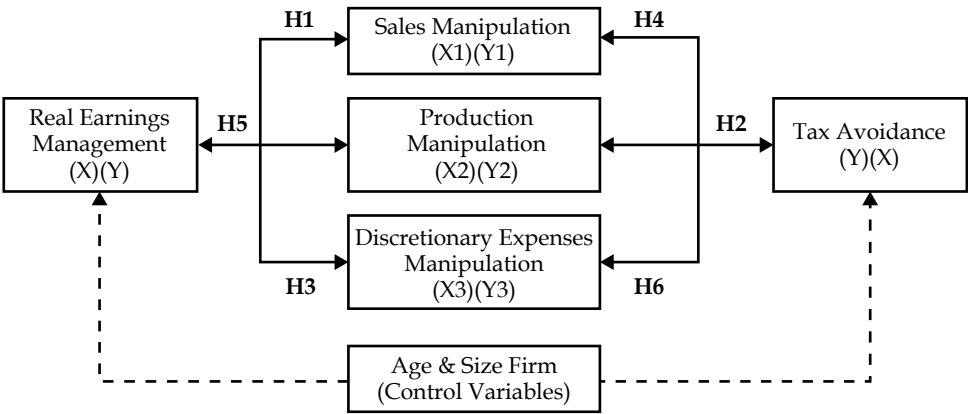 H1
Sales Manipulation
(X1)(Y1)
H4
Real Earnings
Management
(X)(Y)
H5
Production
Manipulation
(X2)(Y2)
H2
Tax Avoidance
(Y)(X)
H3
Discretionary Expenses
Manipulation
(X3)(Y3)
H6
Age & Size Firm
(Control Variables)